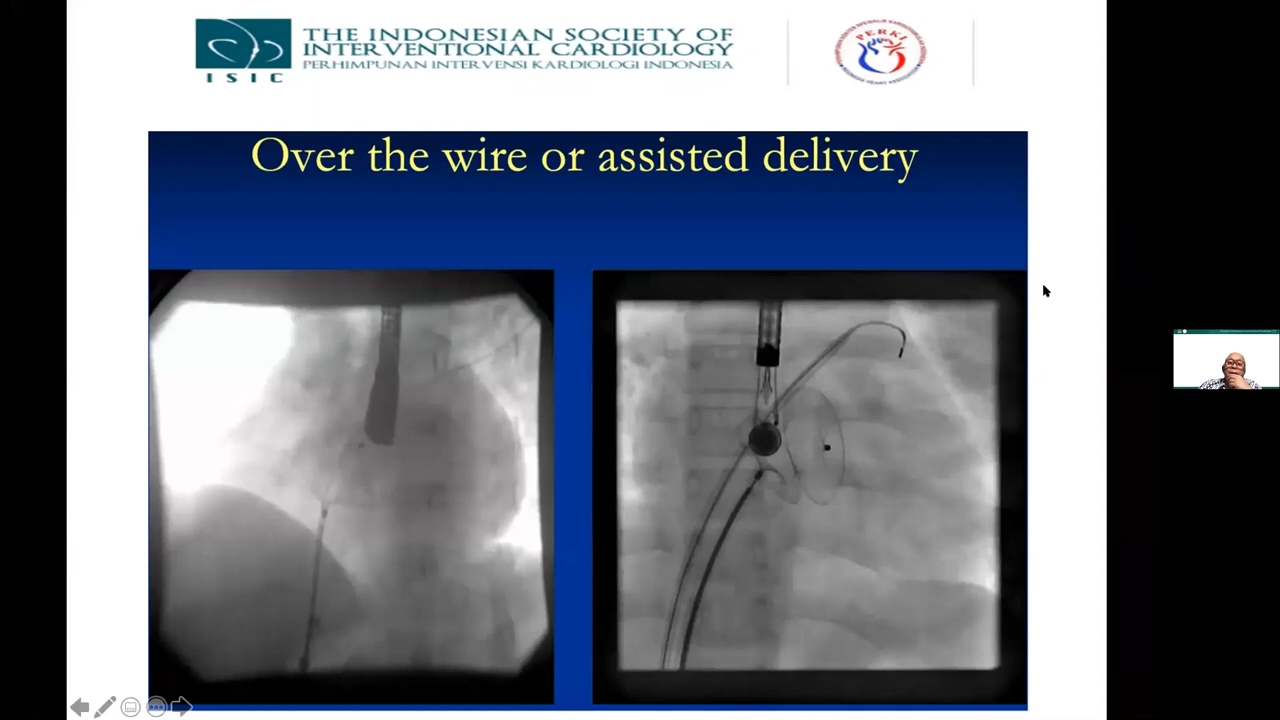 THE INDONESIAN SOCIETY OF
INTERVENTIONAL CARDIOLOGY
PERHIMPUNAN INTERVENSI KARDIOLOGI INDONESIA
ISIC
PERKI
Over the wire or assisted delivery